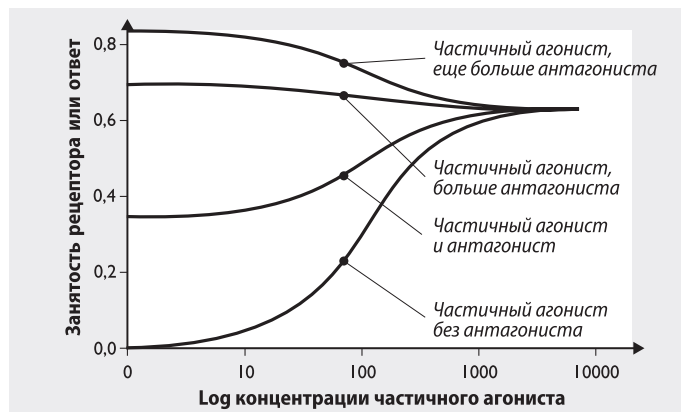 Занятость рецептора или ответ
0,8
0,6
0,4
0,2
0,0
Частичный агонист,
еще больше антагониста
Частичный агонист,
больше антагониста
Частичный агонист
и антагонист
Частичный агонист
без антагониста
0 10 100 1000 10000
Log концентрации частичного агониста